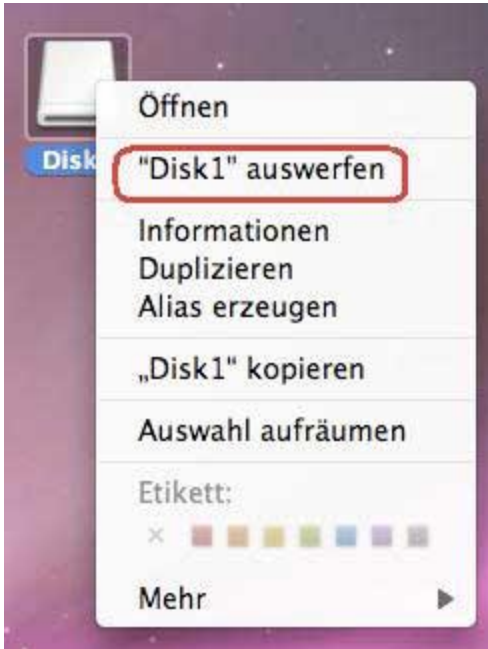 Disk
Öffnen
"Disk1" auswerfen
Informationen
Duplizieren
Alias erzeugen
„Disk1" kopieren
Auswahl aufräumen
Etikett:
×
Mehr